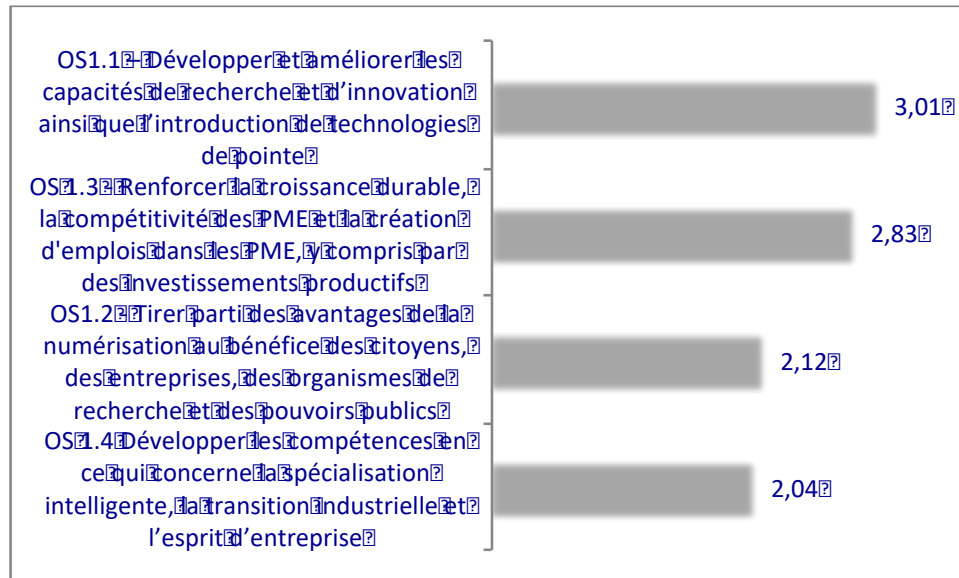 OS1.1 – Développer et améliorer les
capacités de recherche et d’innovation
ainsi que l’introduction de technologies
de pointe
3,01
OS 1.3 - Renforcer la croissance durable,
la compétitivité des PME et la création
d'emplois dans les PME, y compris par
des investissements productifs
2,83
OS1.2 - Tirer parti des avantages de la
numérisation au bénéfice des citoyens,
des entreprises, des organismes de
recherche et des pouvoirs publics
2,12
OS 1.4 Développer les compétences en
ce qui concerne la spécialisation
intelligente, la transition industrielle et
l’esprit d’entreprise
2,04